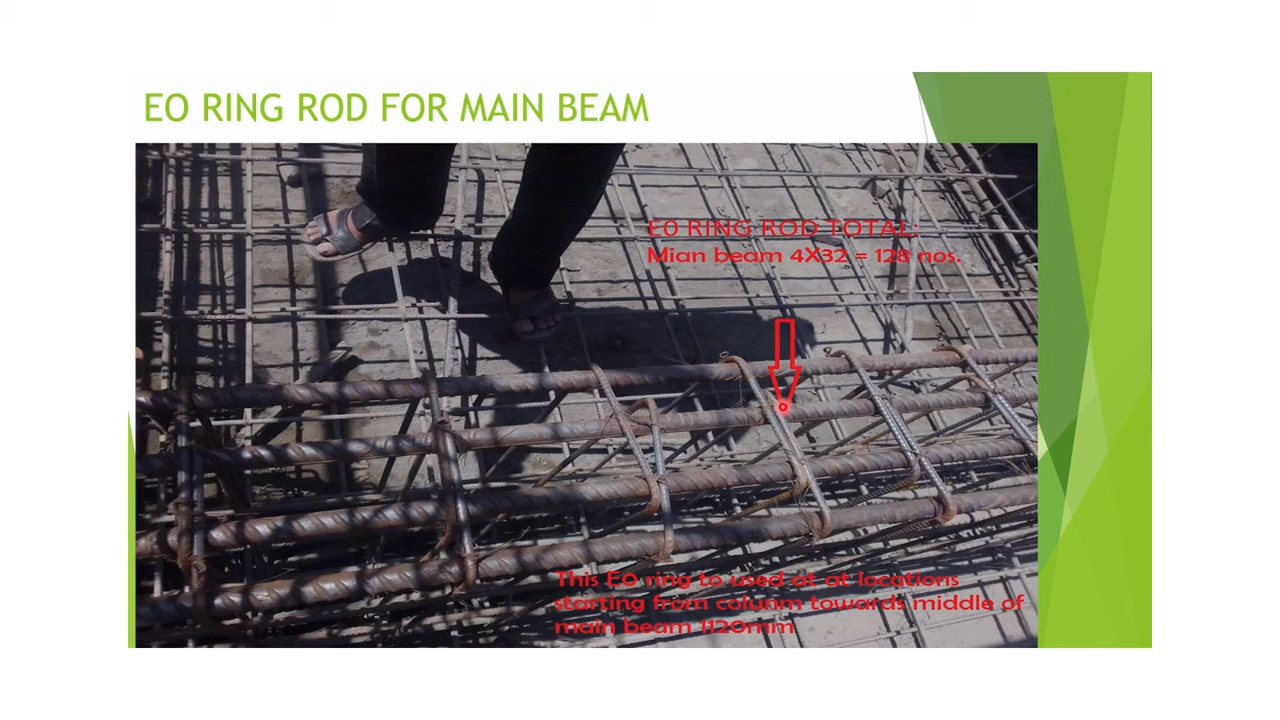 EO RING ROD FOR MAIN BEAM
E0 RING ROD TOTAL:
Mian beam 4X32 = 128 nos.
This E0 ring to used at at locations
starting from colunm towards middle of
main beam 1120mm